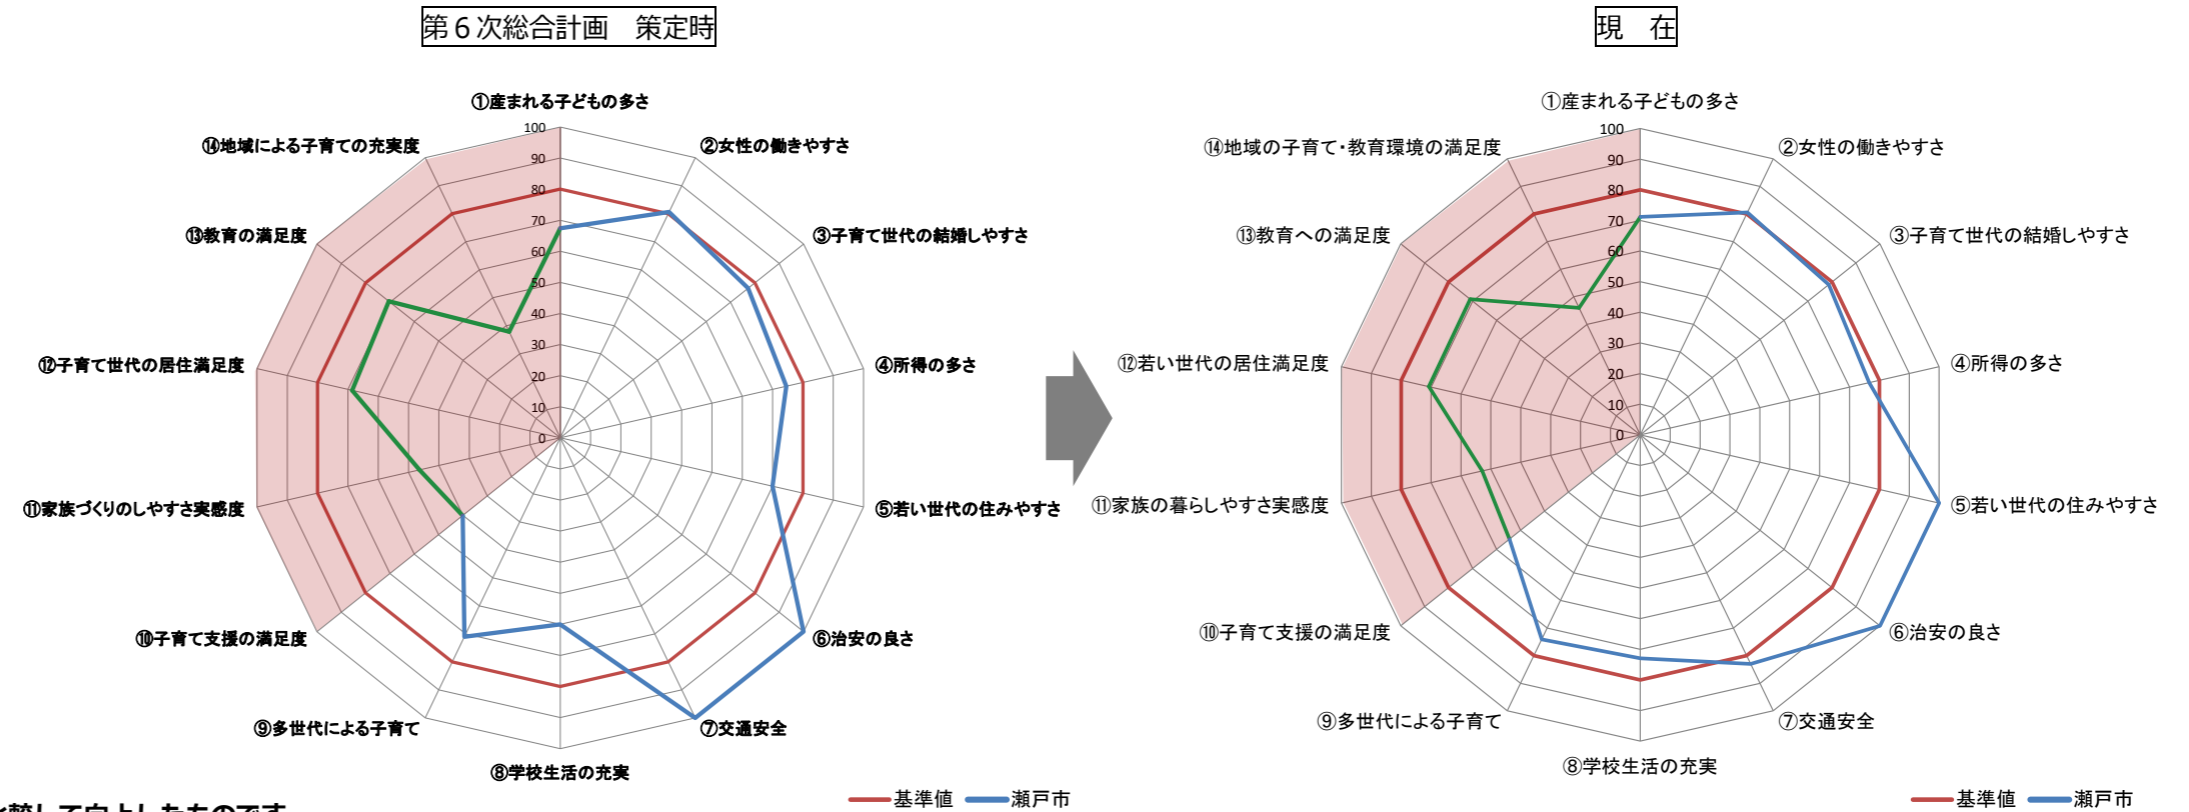 第６次総合計画　策定時
①産まれる子どもの多さ
②女性の働きやすさ
③子育て世代の結婚しやすさ
④所得の多さ
⑤若い世代の住みやすさ
⑥治安の良さ
⑦交通安全
⑧学校生活の充実
⑨多世代による子育て
⑩子育て支援の満足度
⑪家族づくりのしやすさ実感度
⑫子育て世代の居住満足度
⑬教育の満足度
⑭地域による子育ての充実度
100
90
80
70
60
50
40
30
20
10
0
基準値 瀬戸市
現　在
①産まれる子どもの多さ
②女性の働きやすさ
③子育て世代の結婚しやすさ
④所得の多さ
⑤若い世代の住みやすさ
⑥治安の良さ
⑦交通安全
⑧学校生活の充実
⑨多世代による子育て
⑩子育て支援の満足度
⑪家族の暮らしやすさ実感度
⑫若い世代の居住満足度
⑬教育への満足度
⑭地域の子育て・教育環境の満足度
100
90
80
70
60
50
40
30
20
10
0
基準値 瀬戸市